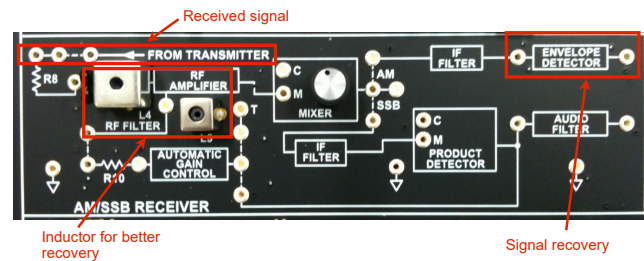 Received signal
FROM TRANSMITTER
R8
RF
AMPLIFIER
L4
RF FILTER
L5
T
C
M
MIXER
AM
SSB
IF
FILTER
ENVELOPE
DETECTOR
IF
FILTER
C
M
PRODUCT
DETECTOR
AUDIO
FILTER
R10
AUTOMATIC
GAIN
CONTROL
AM/SSB RECEIVER
Inductor for better
recovery
Signal recovery